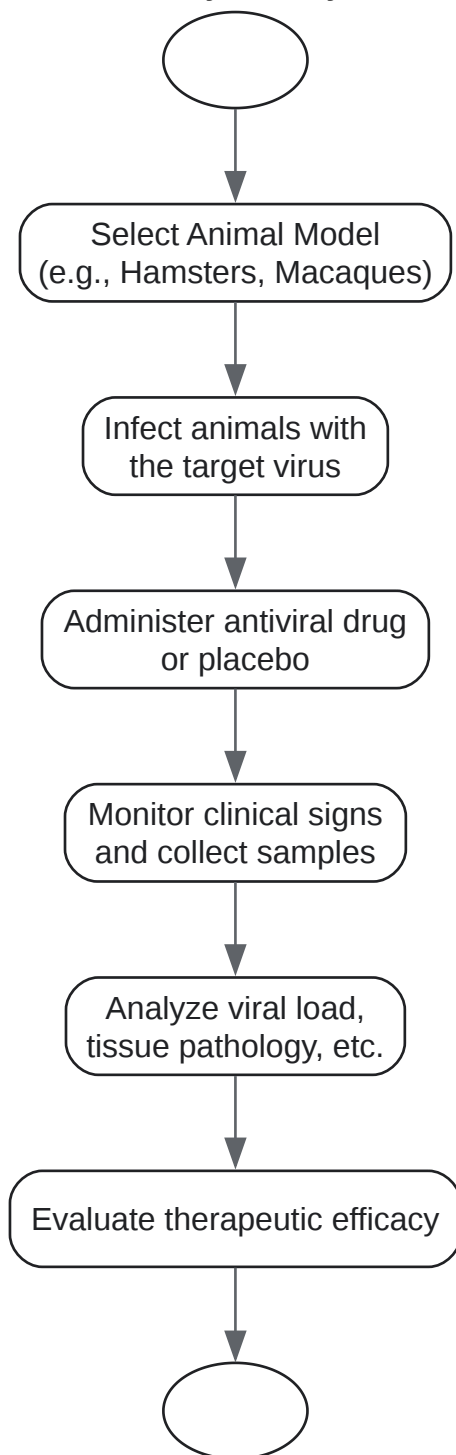 Select Animal Model
(e.g., Hamsters, Macaques)
Infect animals with
the target virus
Administer antiviral drug
or placebo
Monitor clinical signs
and collect samples
Analyze viral load,
tissue pathology, etc.
Evaluate therapeutic efficacy